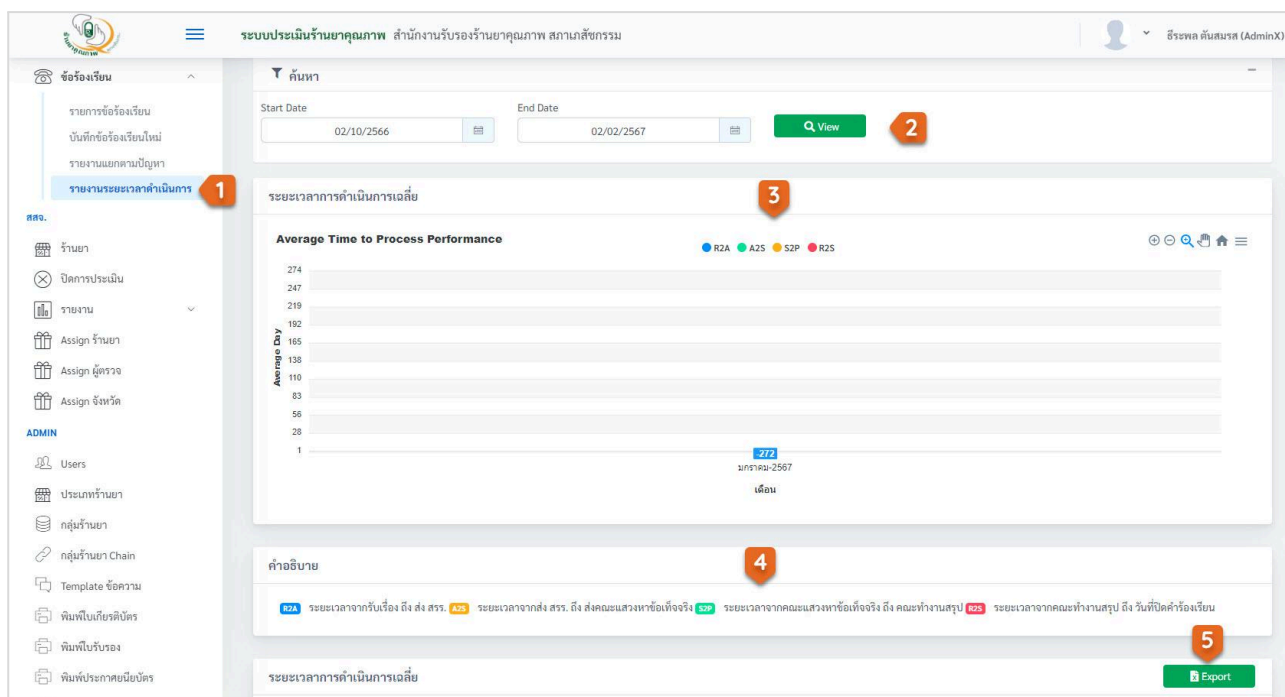 ร้านยาคุณภาพ
ระบบประเมินร้านยาคุณภาพ สำนักงานรับรองร้านยาคุณภาพ สภาเภสัชกรรม
ธีระพล คันสมรส (AdminX)
ข้อร้องเรียน
รายการข้อร้องเรียน
บันทึกข้อร้องเรียนใหม่
รายงานแยกตามปัญหา
รายงานระยะเวลาดำเนินการ
1
สสจ.
ร้านยา
ปิดการประเมิน
รายงาน
Assign ร้านยา
Assign ผู้ตรวจ
Assign จังหวัด
ADMIN
Users
ประเภทร้านยา
กลุ่มร้านยา
กลุ่มร้านยา Chain
Template ข้อความ
พิมพ์ใบเกียรติบัตร
พิมพ์ใบรับรอง
พิมพ์ประกาศยนียบัตร
ค้นหา
Start Date
End Date
02/10/2566
02/02/2567
View
2
ระยะเวลาการดำเนินการเฉลี่ย
3
Average Time to Process Performance
R2A A2S S2P R2S
274
247
219
192
165
138
110
83
56
28
1
Average Day
-272
มกราคม-2567
เดือน
คำอธิบาย
4
R2A ระยะเวลาจากรับเรื่อง ถึง ส่ง สรร. A2S ระยะเวลาจากส่ง สรร. ถึง ส่งคณะแสวงหาข้อเท็จจริง S2P ระยะเวลาจากคณะแสวงหาข้อเท็จจริง ถึง คณะทำงานสรุป R2S ระยะเวลาจากคณะทำงานสรุป ถึง วันที่ปิดคำร้องเรียน
5
ระยะเวลาการดำเนินการเฉลี่ย
Export